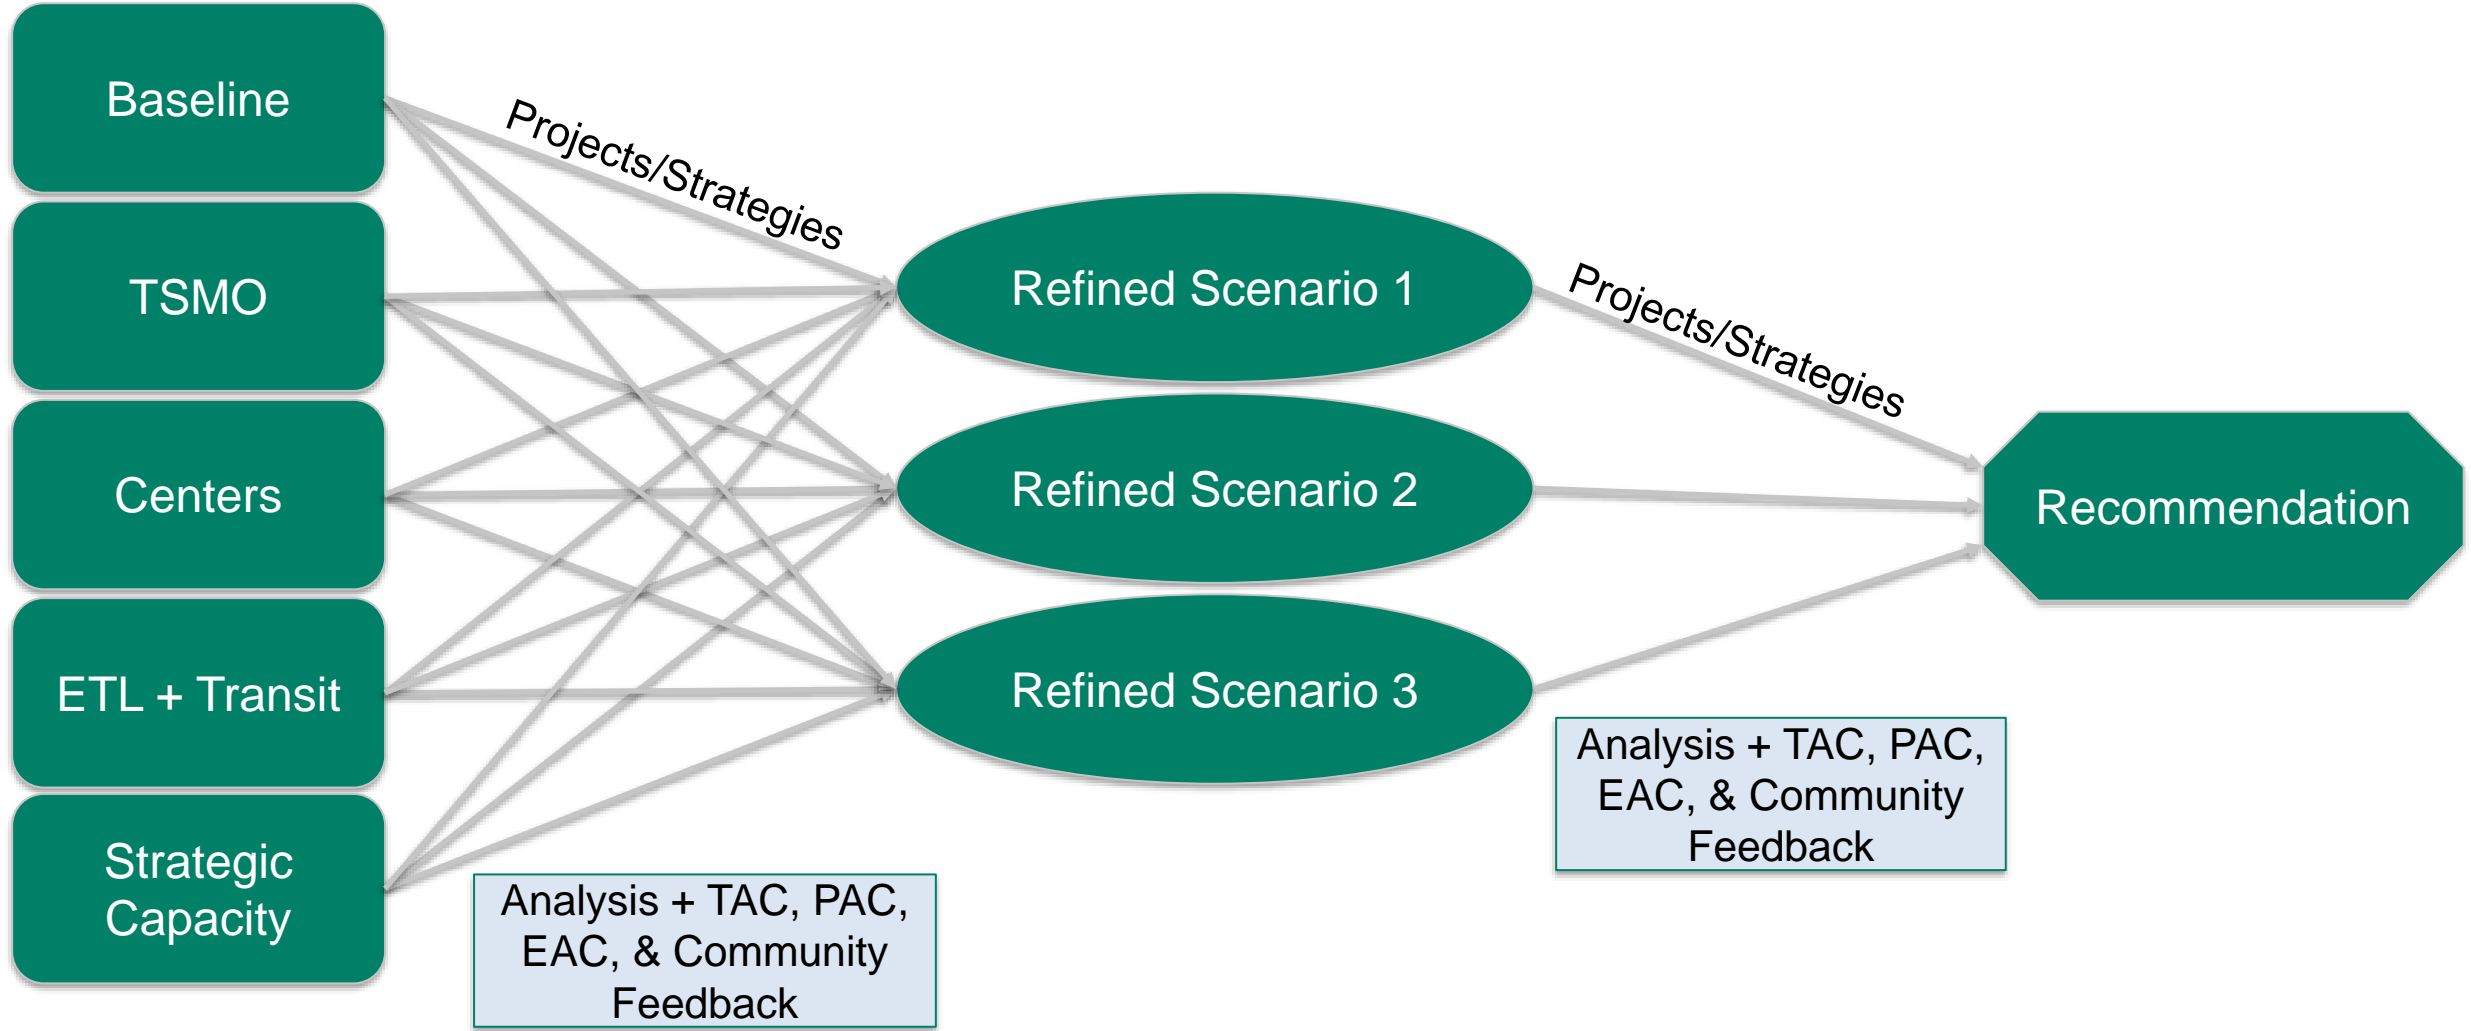 Baseline
TSMO
Centers
ETL + Transit
Strategic
Capacity
Projects/Strategies
Analysis + TAC, PAC,
EAC, & Community
Feedback
Refined Scenario 1
Refined Scenario 2
Refined Scenario 3
Projects/Strategies
Analysis + TAC, PAC,
EAC, & Community
Feedback
Recommendation